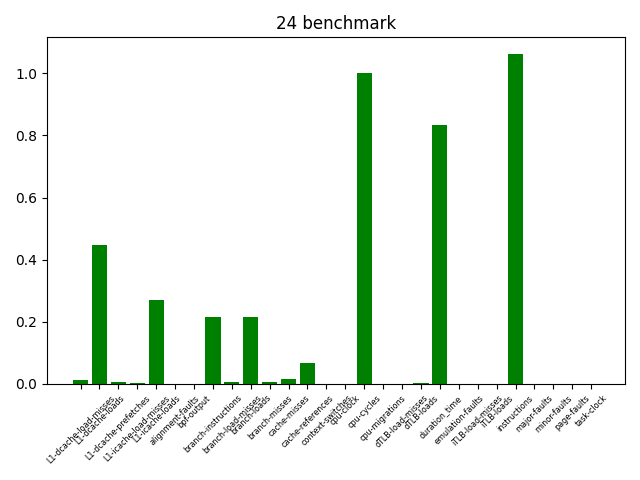 24 benchmark
1.0
0.8
0.6
0.4
0.2
0.0
L1-dcache-load-misses
L1-dcache-loads
L1-dcache-prefetches
L1-icache-load-misses
L1-icache-loads
alignment-faults
bpf-output
branch-instructions
branch-load-misses
branch-loads
branch-misses
cache-misses
cache-references
context-switches
cpu-clock
cpu-cycles
cpu-migrations
dTLB-load-misses
dTLB-loads
duration_time
emulation-faults
iTLB-load-misses
iTLB-loads
instructions
major-faults
minor-faults
page-faults
task-clock